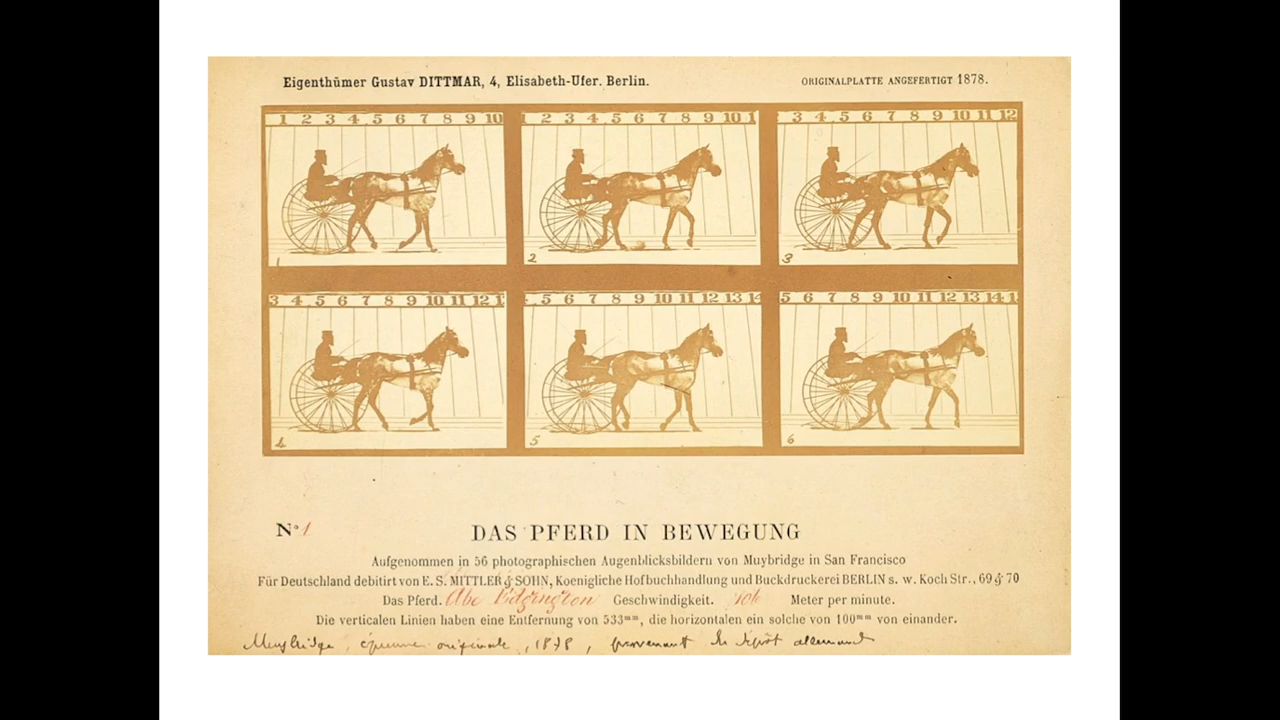 Eigenthümer Gustav DITTMAR, 4, Elisabeth-Ufer. Berlin.
ORIGINALPLATTE ANGEFERTIGT 1878.
1 2 3 4 5 6 7 8 9 10
1 2 3 4 5 6 7 8 9 10 1
3 4 5 6 7 8 9 10 11 12
1
2
3
3 4 5 6 7 8 9 10 11 12 1
5 6 7 8 9 10 11 12 13 14
5 6 7 8 9 10 11 12 13 14 1
4
5
6
No 1
DAS PFERD IN BEWEGUNG
Aufgenommen in 56 photographischen Augenblicksbildern von Muybridge in San Francisco
Für Deutschland debitirt von E. S. MITTLER & SOHN, Koenigliche Hofbuchhandlung und Buckdruckerei BERLIN s. w. Koch Str., 69 & 70
Das Pferd. Abe Edgington Geschwindigkeit. 106 Meter per minute.
Die verticalen Linien haben eine Entfernung von 533mm, die horizontalen ein solche von 100mm von einander.
Muybridge, épreuve originale, 1878, provenant du dépôt allemand